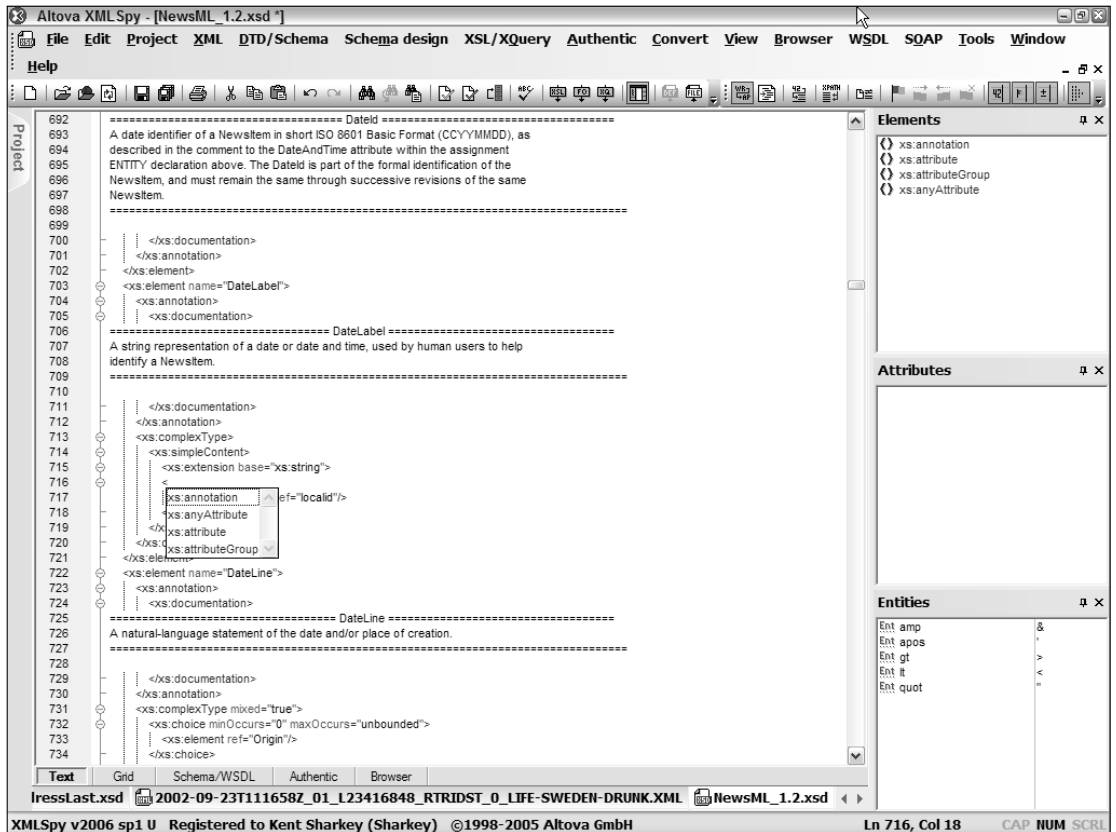 Altova XMLSpy - [NewsML_1.2.xsd *]
File Edit Project XML DTD/Schema Schema design XSL/XQuery Authentic Convert View Browser WSDL SOAP Tools Window
Help
Project
692 =================================== DateId ===================================
693 A date identifier of a NewsItem in short ISO 8601 Basic Format (CCYYMMDD), as
694 described in the comment to the DateAndTime attribute within the assignment
695 ENTITY declaration above. The DateId is part of the formal identification of the
696 NewsItem, and must remain the same through successive revisions of the same
697 NewsItem.
698 ================================================================================
699
700 </xs:documentation>
701 </xs:annotation>
702 </xs:element>
703 <xs:element name="DateLabel">
704 <xs:annotation>
705 <xs:documentation>
706 ================================== DateLabel ===================================
707 A string representation of a date or date and time, used by human users to help
708 identify a NewsItem.
709 ================================================================================
710
711 </xs:documentation>
712 </xs:annotation>
713 <xs:complexType>
714 <xs:simpleContent>
715 <xs:extension base="xs:string">
716 <
717 ef="localid"/>
718 <
719 </x
720 </xs:c
721 </xs:element>
xs:annotation
xs:anyAttribute
xs:attribute
xs:attributeGroup
722 <xs:element name="DateLine">
723 <xs:annotation>
724 <xs:documentation>
725 =================================== DateLine ===================================
726 A natural-language statement of the date and/or place of creation.
727 ================================================================================
728
729 </xs:documentation>
730 </xs:annotation>
731 <xs:complexType mixed="true">
732 <xs:choice minOccurs="0" maxOccurs="unbounded">
733 <xs:element ref="Origin"/>
734 </xs:choice>
Elements
xs:annotation
xs:attribute
xs:attributeGroup
xs:anyAttribute
Attributes
Entities
Ent amp &
Ent apos '
Ent gt >
Ent lt <
Ent quot "
Text Grid Schema/WSDL Authentic Browser
lressLast.xsd 2002-09-23T111658Z_01_L23416848_RTRIDST_0_LIFE-SWEDEN-DRUNK.XML NewsML_1.2.xsd
XMLSpy v2006 sp1 U Registered to Kent Sharkey (Sharkey) ©1998-2005 Altova GmbH Ln 716, Col 18 CAP NUM SCRL